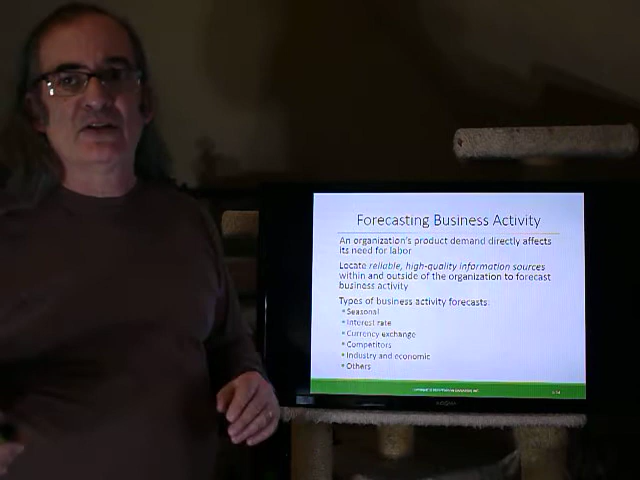 Forecasting Business Activity
An organization's product demand directly affects
its need for labor
Locate reliable, high-quality information sources
within and outside of the organization to forecast
business activity
Types of business activity forecasts:
Seasonal
Interest rate
Currency exchange
Competitors
Industry and economic
Others